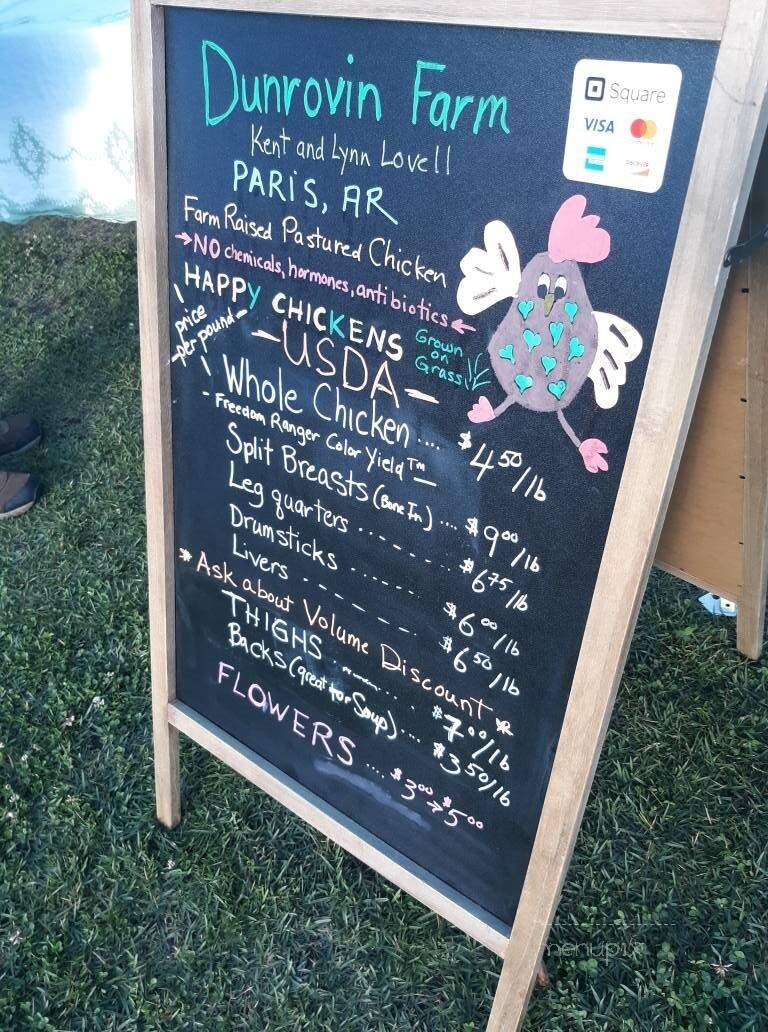 Dunrovin Farm
Square
VISA
DISCOVER
Kent and Lynn Lovell
PARIS, AR
Farm Raised Pastured Chicken
→NO chemicals, hormones, antibiotics←
HAPPY CHICKENS
Grown
on
Grass
price
per pound
-USDA-
Whole Chicken .... $4.50/lb
- Freedom Ranger Color Yield™ -
Split Breasts (Bone In) .... $9.00/lb
Leg quarters ....... $6.75/lb
Drumsticks ...... $6.00/lb
Livers - - - - - - $6.50/lb
* Ask about Volume Discount *
THIGHS ........ $7.00/lb
Backs (great for Soup) ... $3.50/lb
FLOWERS .... $3.00 → $5.00
menupix